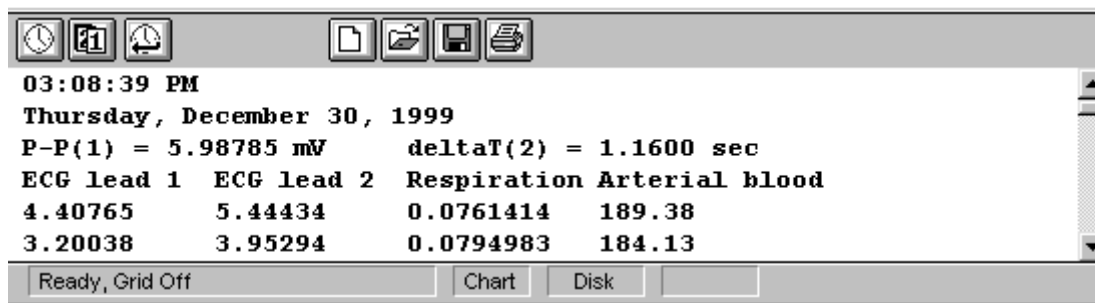 21
03:08:39 PM
Thursday, December 30, 1999
P-P(1) = 5.98785 mV deltaT(2) = 1.1600 sec
ECG lead 1 ECG lead 2 Respiration Arterial blood
4.40765 5.44434 0.0761414 189.38
3.20038 3.95294 0.0794983 184.13
Ready, Grid Off Chart Disk